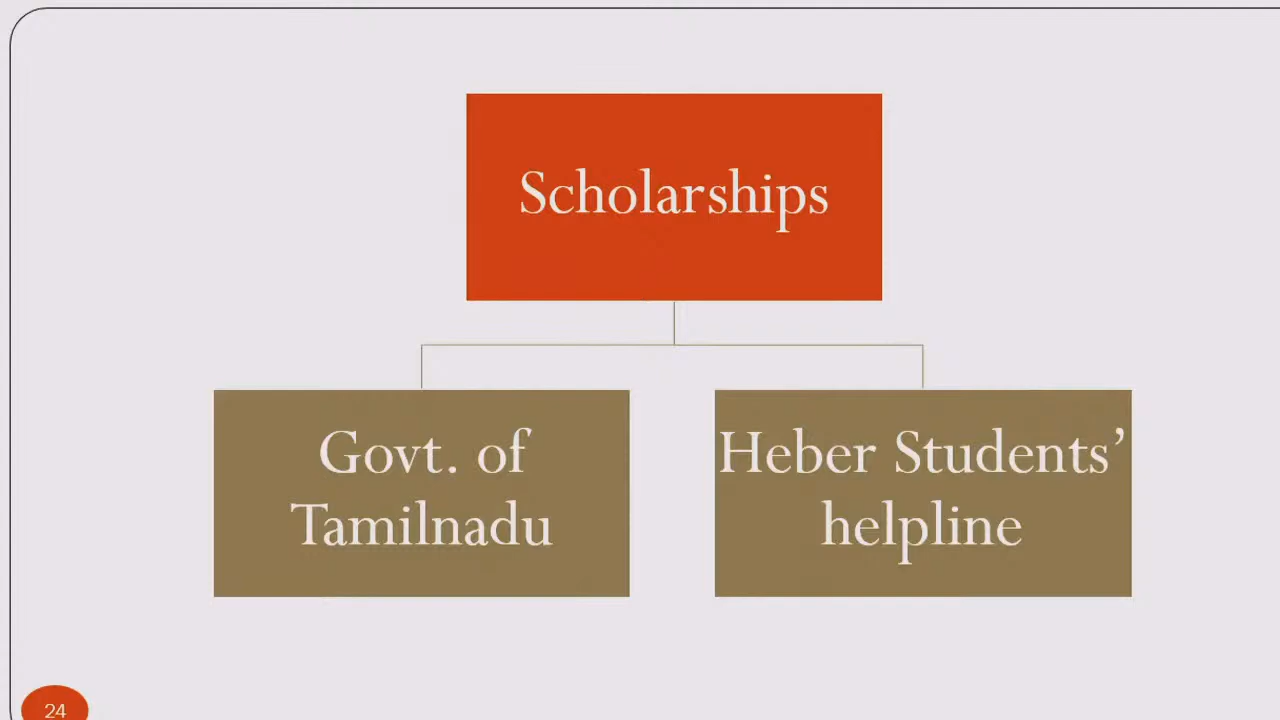 Scholarships
Govt. of
Tamilnadu
Heber Students’
helpline
24